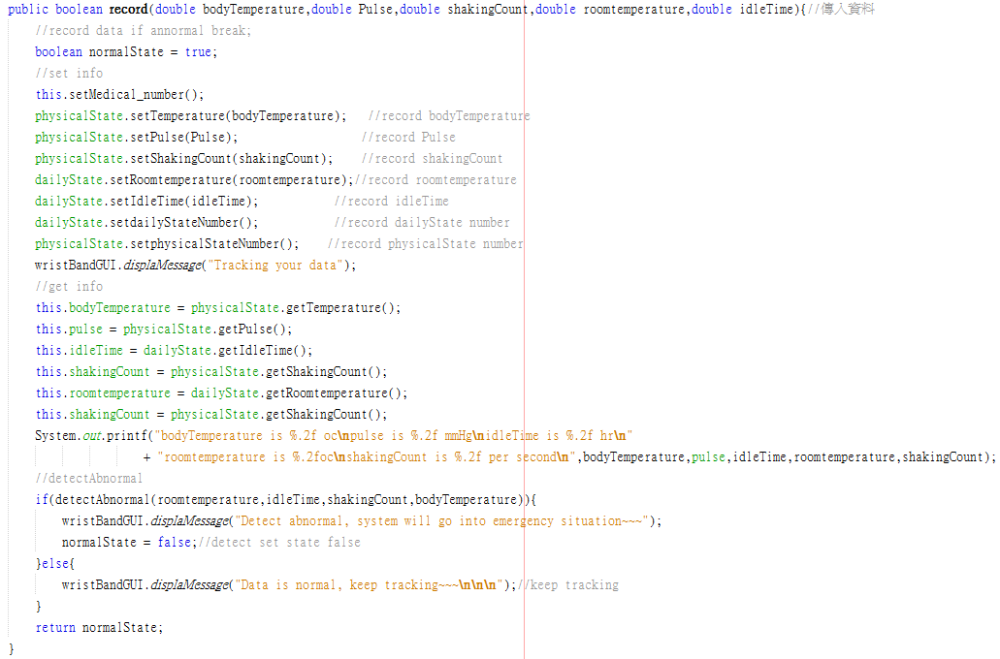 public boolean record(double bodyTemperature,double Pulse,double shakingCount,double roomtemperature,double idleTime){//傳入資料
//record data if annormal break;
boolean normalState = true;
//set info
this.setMedical_number();
physicalState.setTemperature(bodyTemperature);   //record bodyTemperature
physicalState.setPulse(Pulse);                  //record Pulse
physicalState.setShakingCount(shakingCount);    //record shakingCount
dailyState.setRoomtemperature(roomtemperature);//record roomtemperature
dailyState.setIdleTime(idleTime);           //record idleTime
dailyState.setdailyStateNumber();           //record dailyState number
physicalState.setphysicalStateNumber();    //record physicalState number
wristBandGUI.displaMessage("Tracking your data");
//get info
this.bodyTemperature = physicalState.getTemperature();
this.pulse = physicalState.getPulse();
this.idleTime = dailyState.getIdleTime();
this.shakingCount = physicalState.getShakingCount();
this.roomtemperature = dailyState.getRoomtemperature();
this.shakingCount = physicalState.getShakingCount();
System.out.printf("bodyTemperature is %.2f oc\npulse is %.2f mmHg\nidleTime is %.2f hr\n"
+ "roomtemperature is %.2foc\nshakingCount is %.2f per second\n",bodyTemperature,pulse,idleTime,roomtemperature,shakingCount);
//detectAbnormal
if(detectAbnormal(roomtemperature,idleTime,shakingCount,bodyTemperature)){
wristBandGUI.displaMessage("Detect abnormal, system will go into emergency situation~~~");
normalState = false;//detect set state false
}else{
wristBandGUI.displaMessage("Data is normal, keep tracking~~~\n\n\n");//keep tracking
}
return normalState;
}